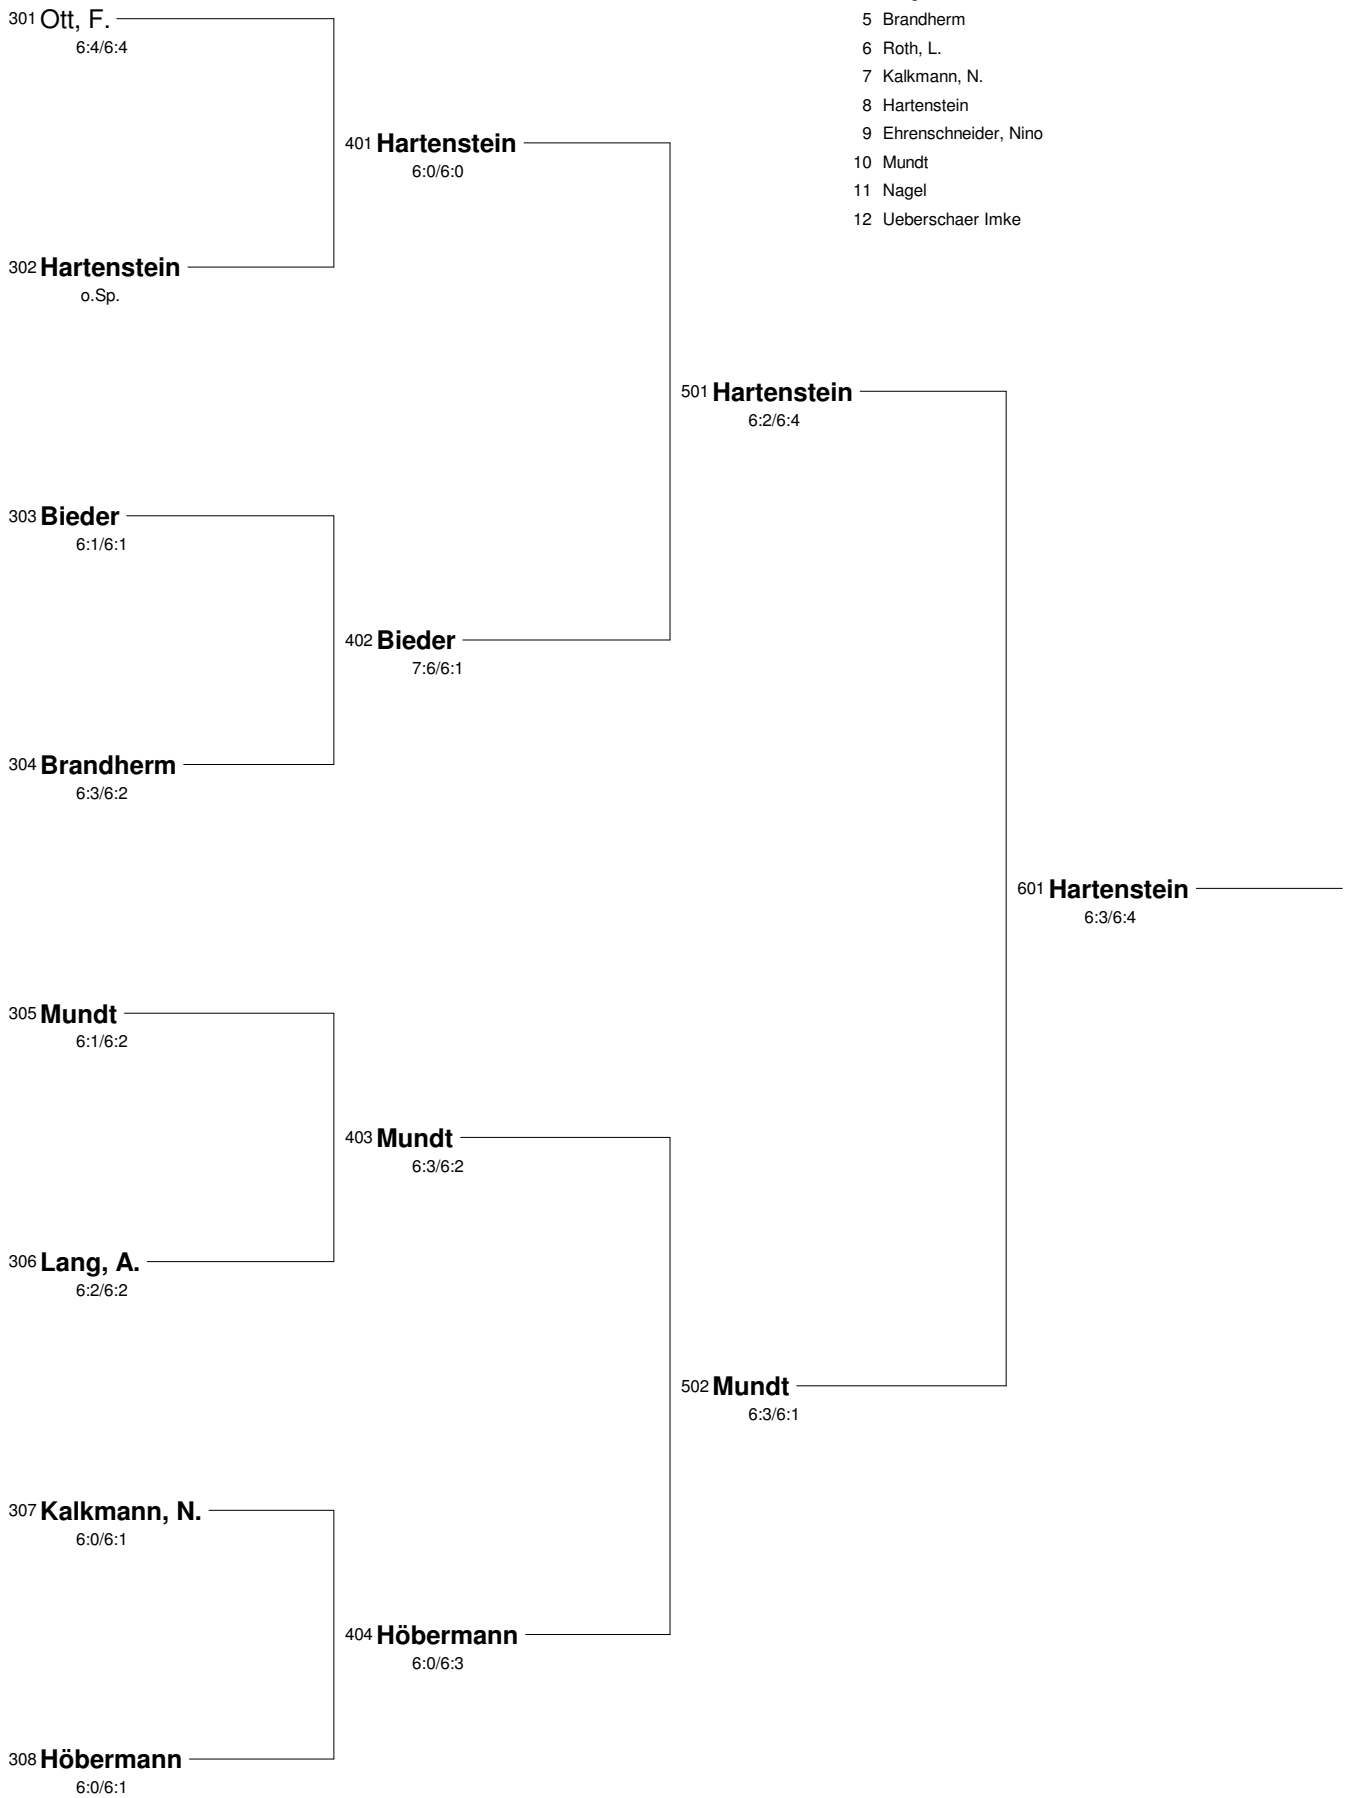 301 Ott, F.
6:4/6:4
5 Brandherm
6 Roth, L.
7 Kalkmann, N.
8 Hartenstein
9 Ehrenschneider, Nino
10 Mundt
11 Nagel
12 Ueberschaer Imke
401 Hartenstein
6:0/6:0
302 Hartenstein
o.Sp.
501 Hartenstein
6:2/6:4
303 Bieder
6:1/6:1
402 Bieder
7:6/6:1
304 Brandherm
6:3/6:2
601 Hartenstein
6:3/6:4
305 Mundt
6:1/6:2
403 Mundt
6:3/6:2
306 Lang, A.
6:2/6:2
502 Mundt
6:3/6:1
307 Kalkmann, N.
6:0/6:1
404 Höbermann
6:0/6:3
308 Höbermann
6:0/6:1